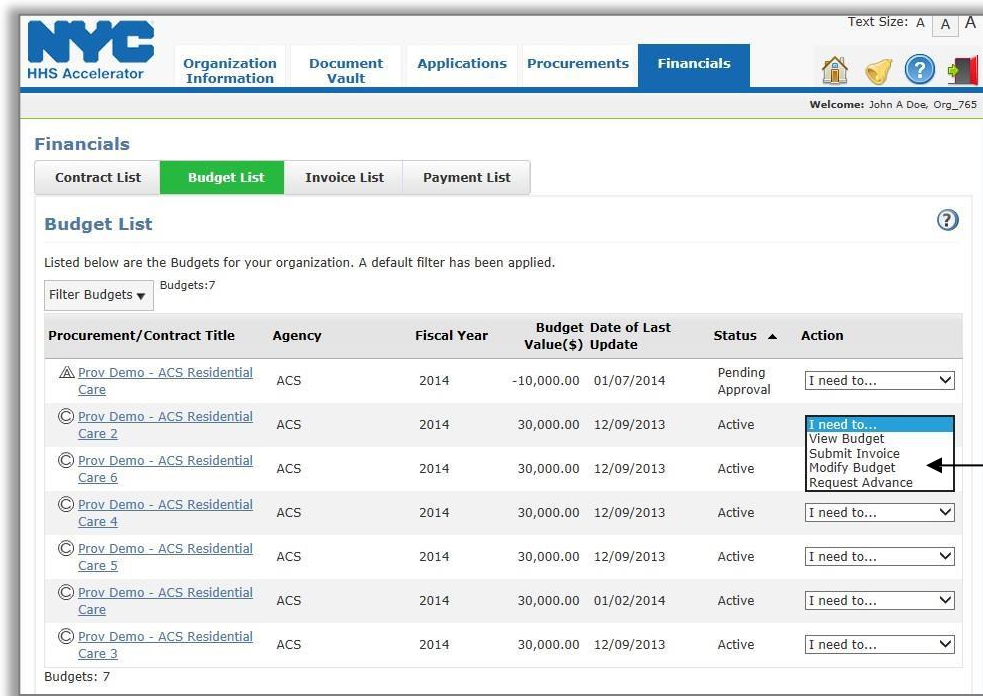 Text Size: A A A
NYC
HHS Accelerator
Organization Information
Document Vault
Applications
Procurements
Financials
?
Welcome: John A Doe, Org_765
Financials
Contract List Budget List Invoice List Payment List
Budget List
?
Listed below are the Budgets for your organization. A default filter has been applied.
Filter Budgets ▼ Budgets:7
Procurement/Contract Title Agency Fiscal Year Budget Value($) Date of Last Update Status ▲ Action
A Prov Demo - ACS Residential Care ACS 2014 -10,000.00 01/07/2014 Pending Approval I need to...
C Prov Demo - ACS Residential Care 2 ACS 2014 30,000.00 12/09/2013 Active I need to...
View Budget
Submit Invoice
Modify Budget
Request Advance
C Prov Demo - ACS Residential Care 6 ACS 2014 30,000.00 12/09/2013 Active
C Prov Demo - ACS Residential Care 4 ACS 2014 30,000.00 12/09/2013 Active I need to...
C Prov Demo - ACS Residential Care 5 ACS 2014 30,000.00 12/09/2013 Active I need to...
C Prov Demo - ACS Residential Care ACS 2014 30,000.00 01/02/2014 Active I need to...
C Prov Demo - ACS Residential Care 3 ACS 2014 30,000.00 12/09/2013 Active I need to...
Budgets: 7